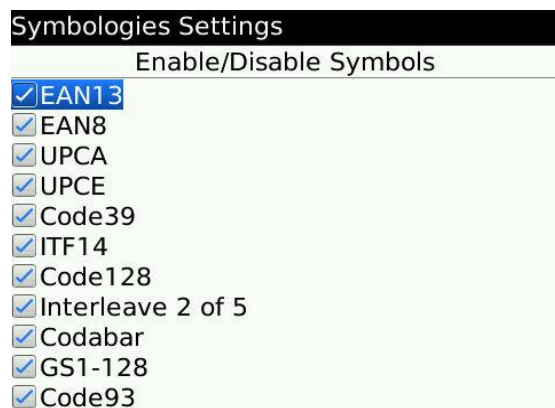 Symbologies Settings
Enable/Disable Symbols
EAN13
EAN8
UPCA
UPCE
Code39
ITF14
Code128
Interleave 2 of 5
Codabar
GS1-128
Code93